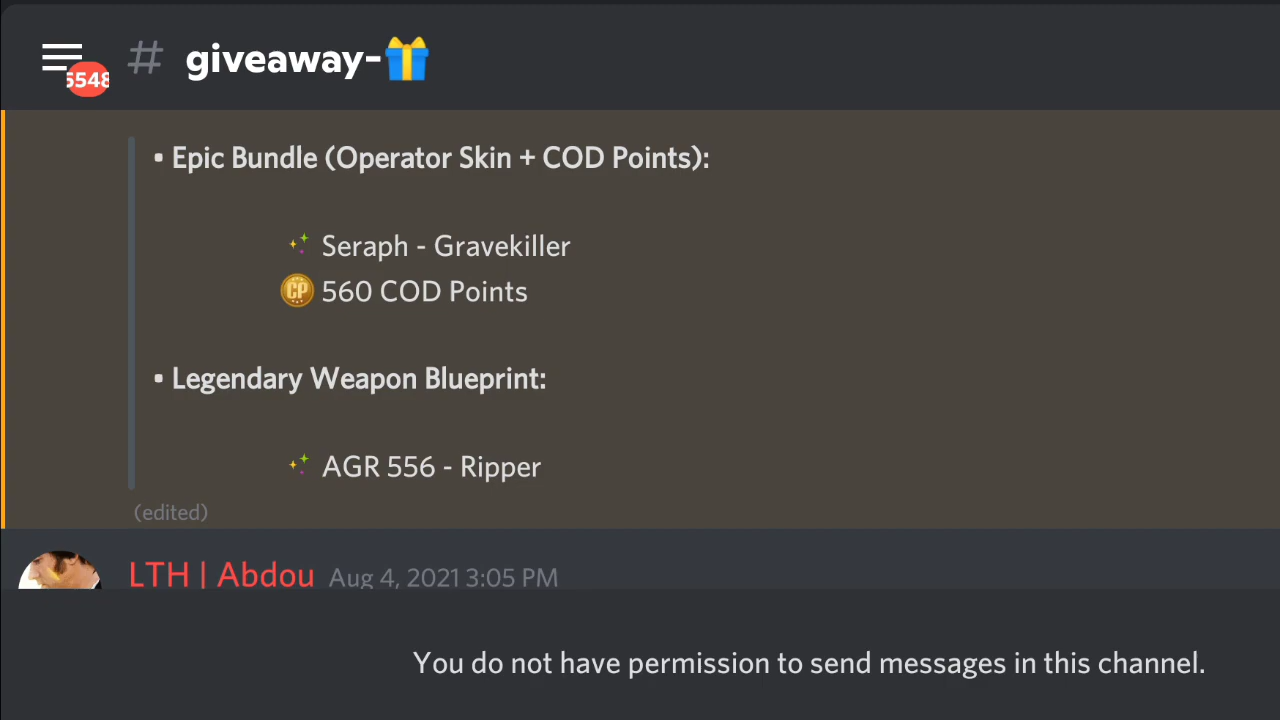 5548
# giveaway-🎁
• Epic Bundle (Operator Skin + COD Points):
Seraph - Gravekiller
CP 560 COD Points
• Legendary Weapon Blueprint:
AGR 556 - Ripper
(edited)
LTH | Abdou Aug 4, 2021 3:05 PM
You do not have permission to send messages in this channel.